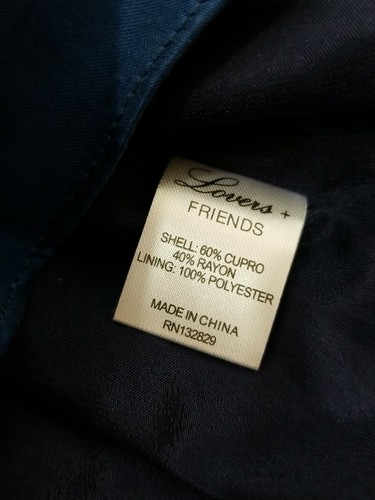 Lovers +
FRIENDS
SHELL: 60% CUPRO
40% RAYON
LINING: 100% POLYESTER
MADE IN CHINA
RN132829